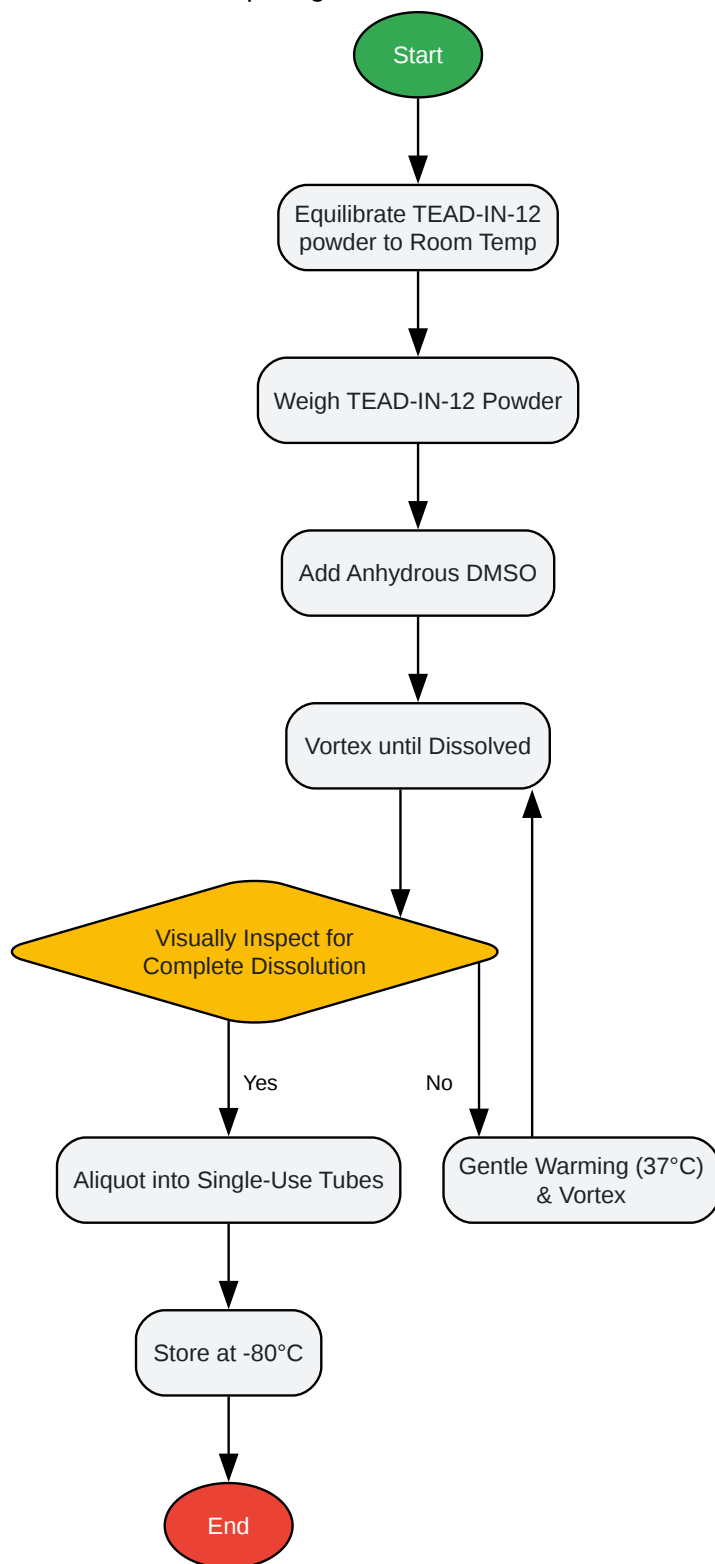 Start
Equilibrate TEAD-IN-12
powder to Room Temp
Weigh TEAD-IN-12 Powder
Add Anhydrous DMSO
Vortex until Dissolved
Visually Inspect for
Complete Dissolution
Yes
No
Aliquot into Single-Use Tubes
Gentle Warming (37°C)
& Vortex
Store at -80°C
End